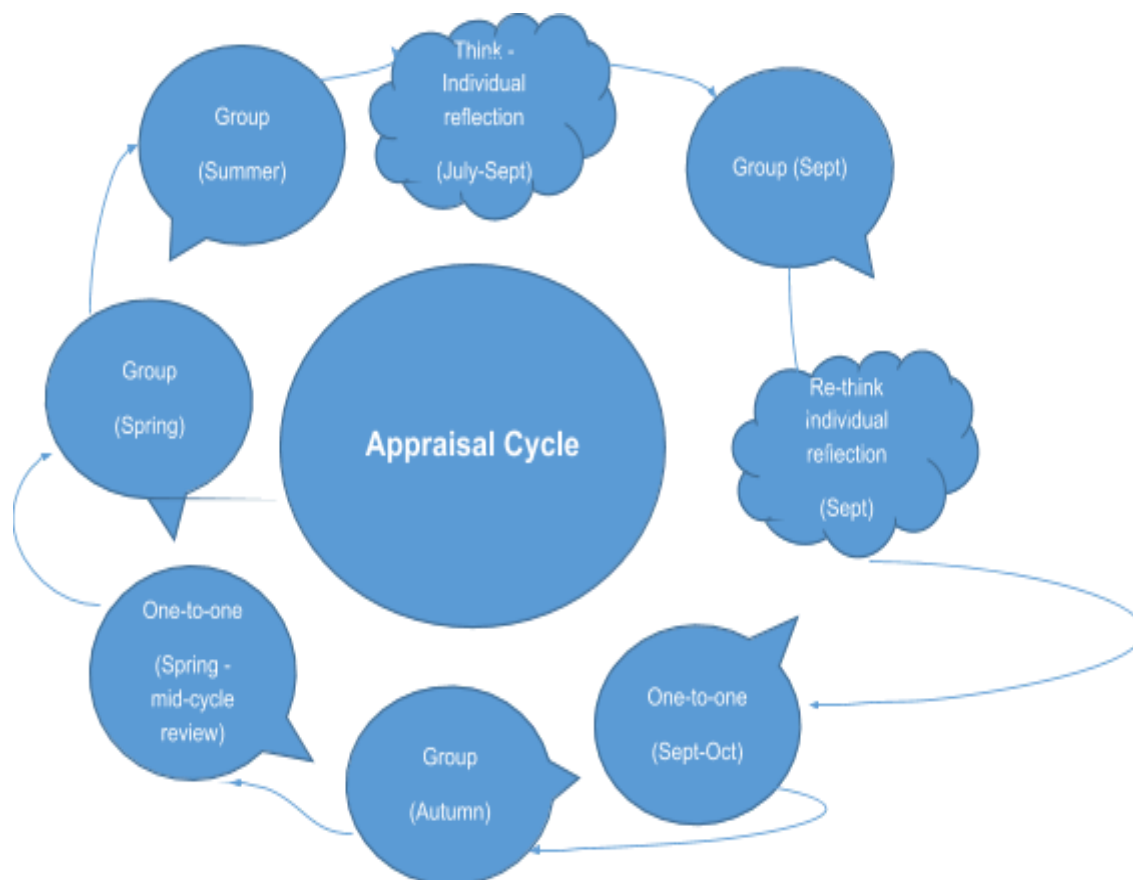 Think -
Individual
reflection
(July-Sept)
Group
(Summer)
Group (Sept)
Group
(Spring)
Re-think
individual
reflection
(Sept)
Appraisal Cycle
One-to-one
(Spring -
mid-cycle
review)
One-to-one
(Sept-Oct)
Group
(Autumn)